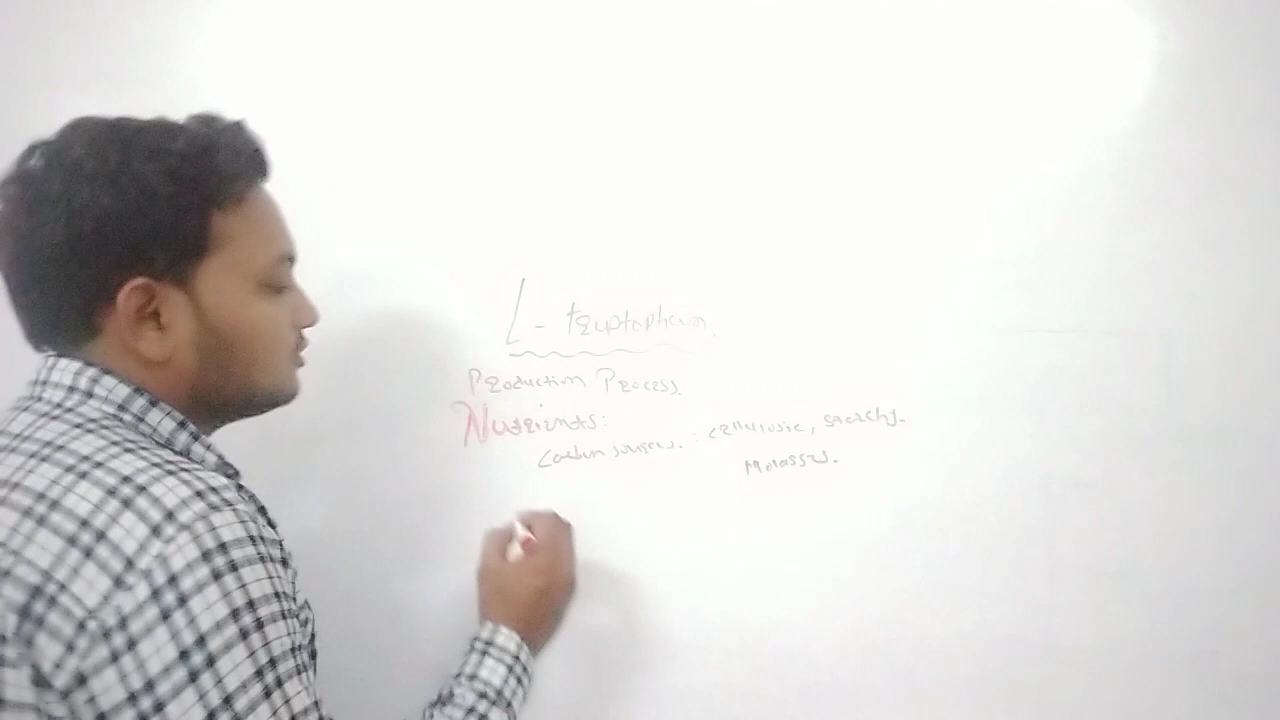 L- tryptophan.
Production Process.
Nutrients:
Carbon sources. : cellulosic, starchy.
Molasses.